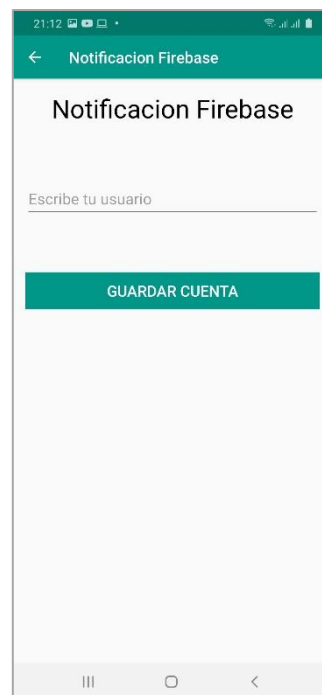 21:12
Notificacion Firebase
Notificacion Firebase
Escribe tu usuario
GUARDAR CUENTA